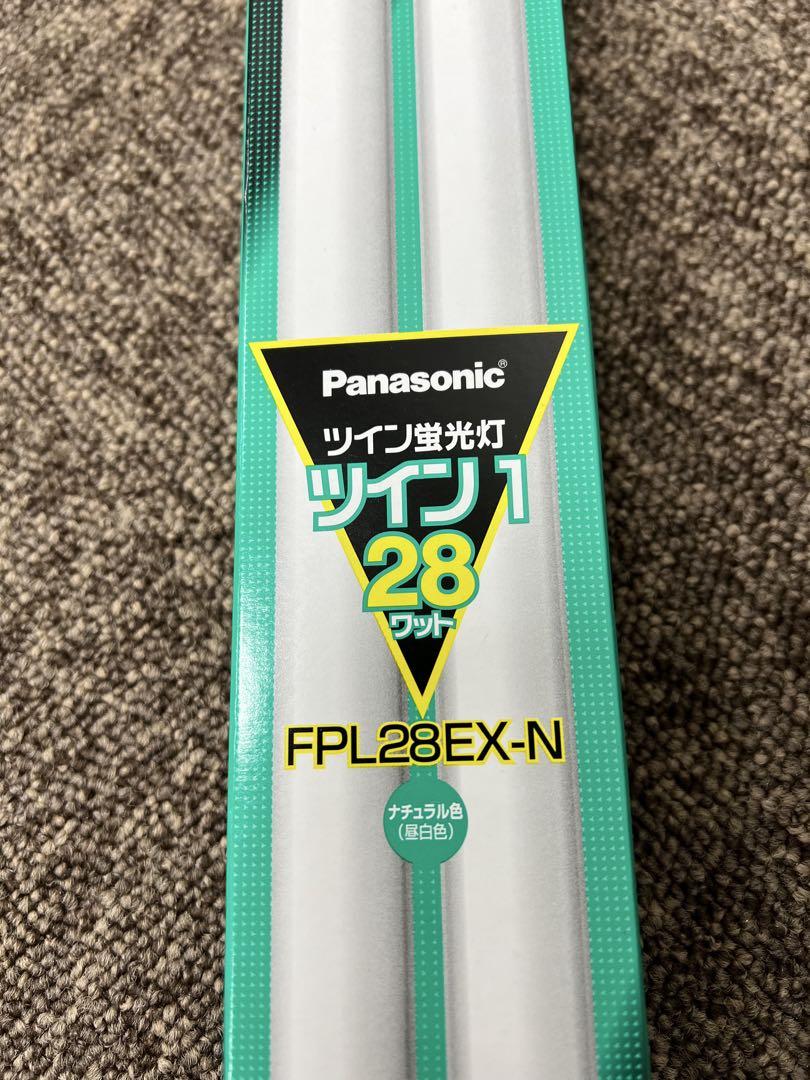 Panasonic®
ツイン蛍光灯
ツイン1
28
ワット
FPL28EX-N
ナチュラル色
(昼白色)